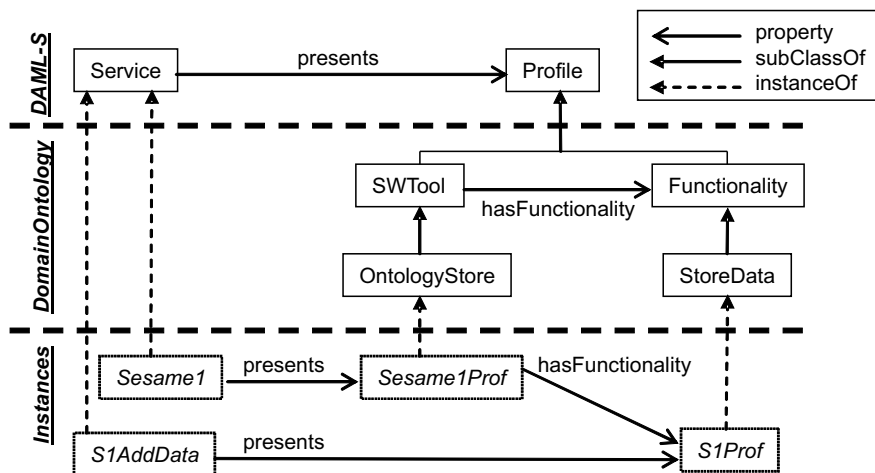 DAML-S
Service
presents
Profile
property
subClassOf
instanceOf
DomainOntology
SWTool
hasFunctionality
Functionality
OntologyStore
StoreData
Instances
Sesame1
presents
Sesame1Prof
hasFunctionality
S1AddData
presents
S1Prof